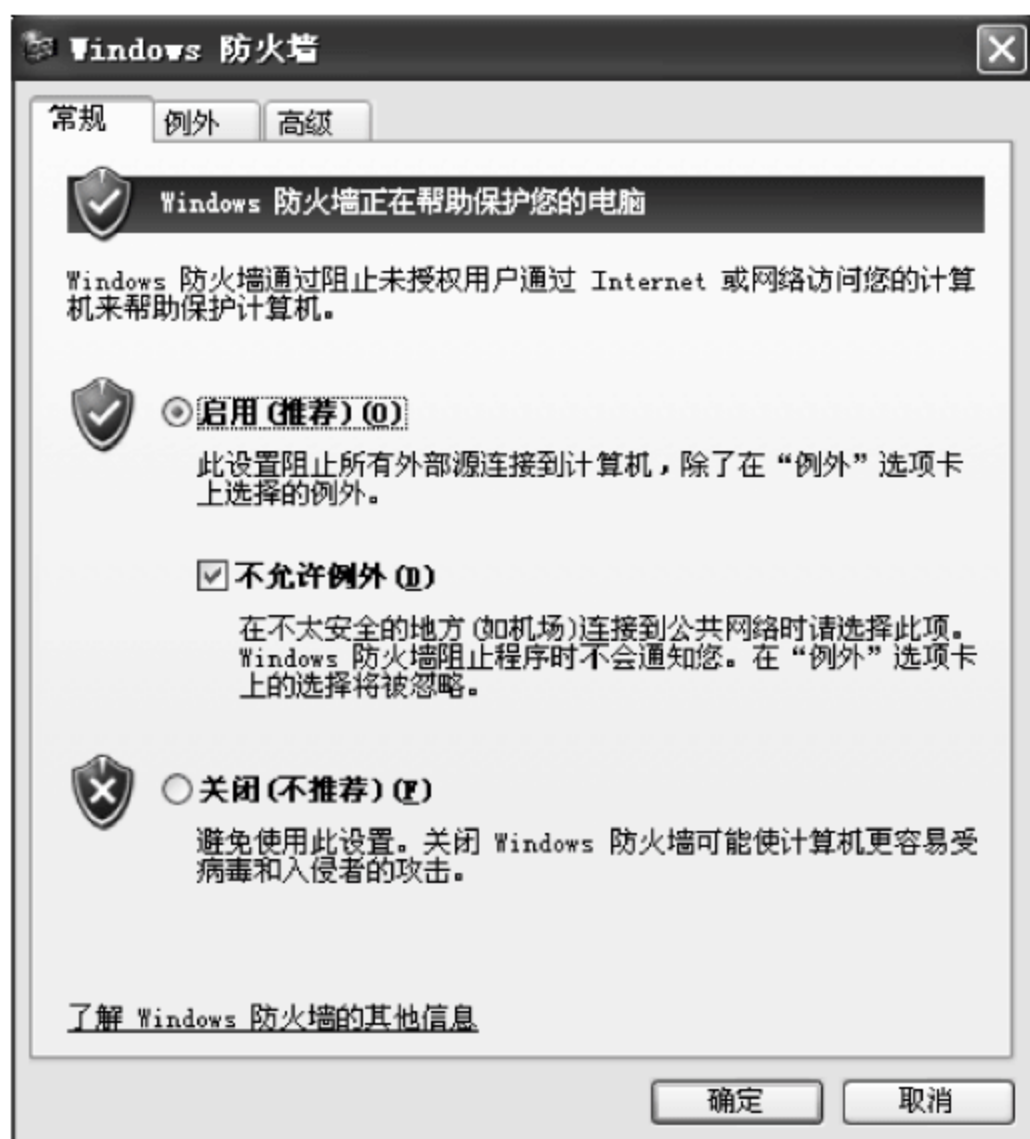 Windows 防火墙
常规
例外
高级
Windows 防火墙正在帮助保护您的电脑
Windows 防火墙通过阻止未授权用户通过 Internet 或网络访问您的计算
机来帮助保护计算机。
启用(推荐)(O)
此设置阻止所有外部源连接到计算机，除了在“例外”选项卡
上选择的例外。
不允许例外(D)
在不太安全的地方(如机场)连接到公共网络时请选择此项。
Windows 防火墙阻止程序时不会通知您。在“例外”选项卡
上的选择将被忽略。
关闭(不推荐)(F)
避免使用此设置。关闭 Windows 防火墙可能使计算机更容易受
病毒和入侵者的攻击。
了解 Windows 防火墙的其他信息
确定
取消